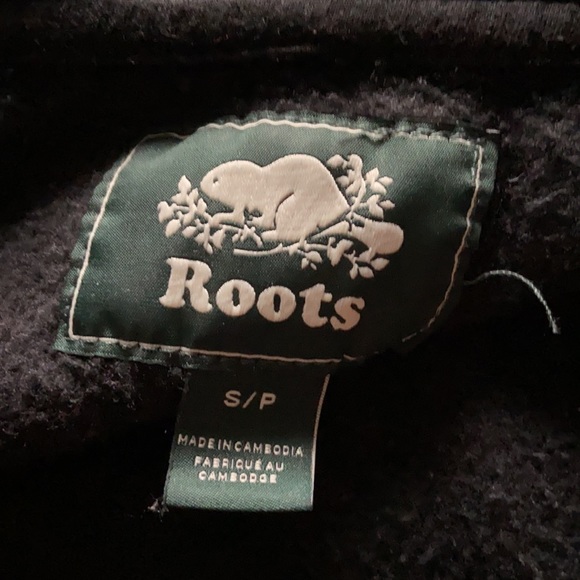 Roots
S/P
MADE IN CAMBODIA
FABRIQUÉ AU
CAMBODGE